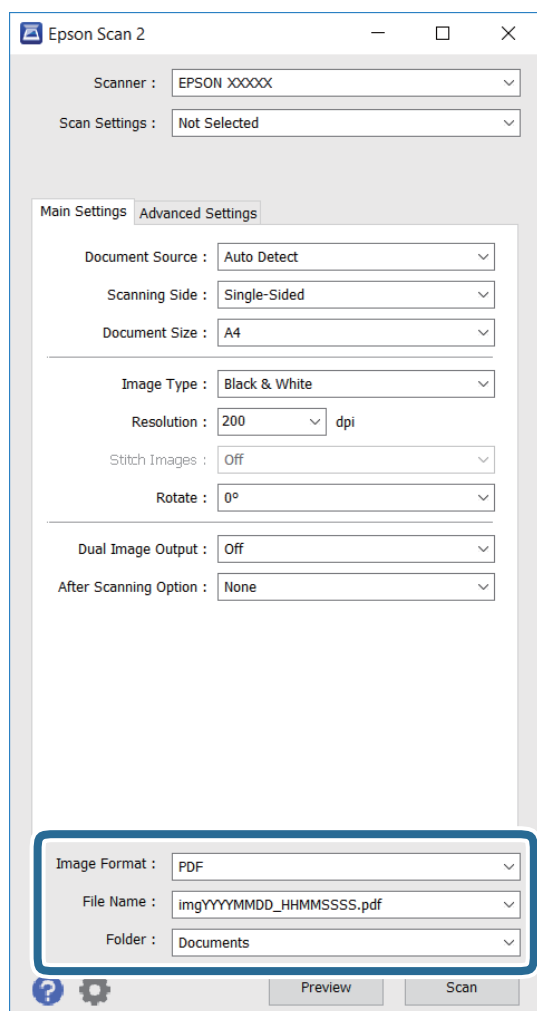 Epson Scan 2
Scanner : EPSON XXXXX
Scan Settings : Not Selected
Main Settings Advanced Settings
Document Source : Auto Detect
Scanning Side : Single-Sided
Document Size : A4
Image Type : Black & White
Resolution : 200 dpi
Stitch Images : Off
Rotate : 0°
Dual Image Output : Off
After Scanning Option : None
Image Format : PDF
File Name : imgYYYYMMDD_HHMMSSSS.pdf
Folder : Documents
? Preview Scan